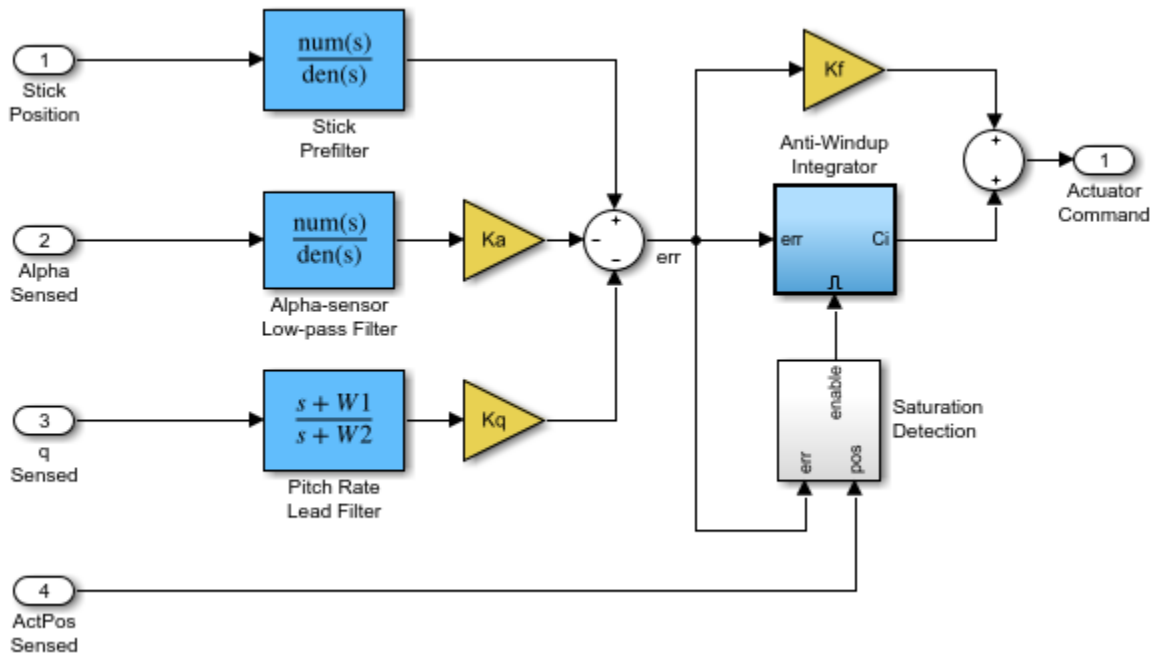 1
Stick
Position
num(s)
den(s)
Stick
Prefilter
Kf
Anti-Windup
Integrator
+
+
1
Actuator
Command
2
Alpha
Sensed
num(s)
den(s)
Alpha-sensor
Low-pass Filter
Ka
+
-
-
err
err
Ci
3
q
Sensed
s + W1
s + W2
Pitch Rate
Lead Filter
Kq
enable
err
pos
Saturation
Detection
4
ActPos
Sensed